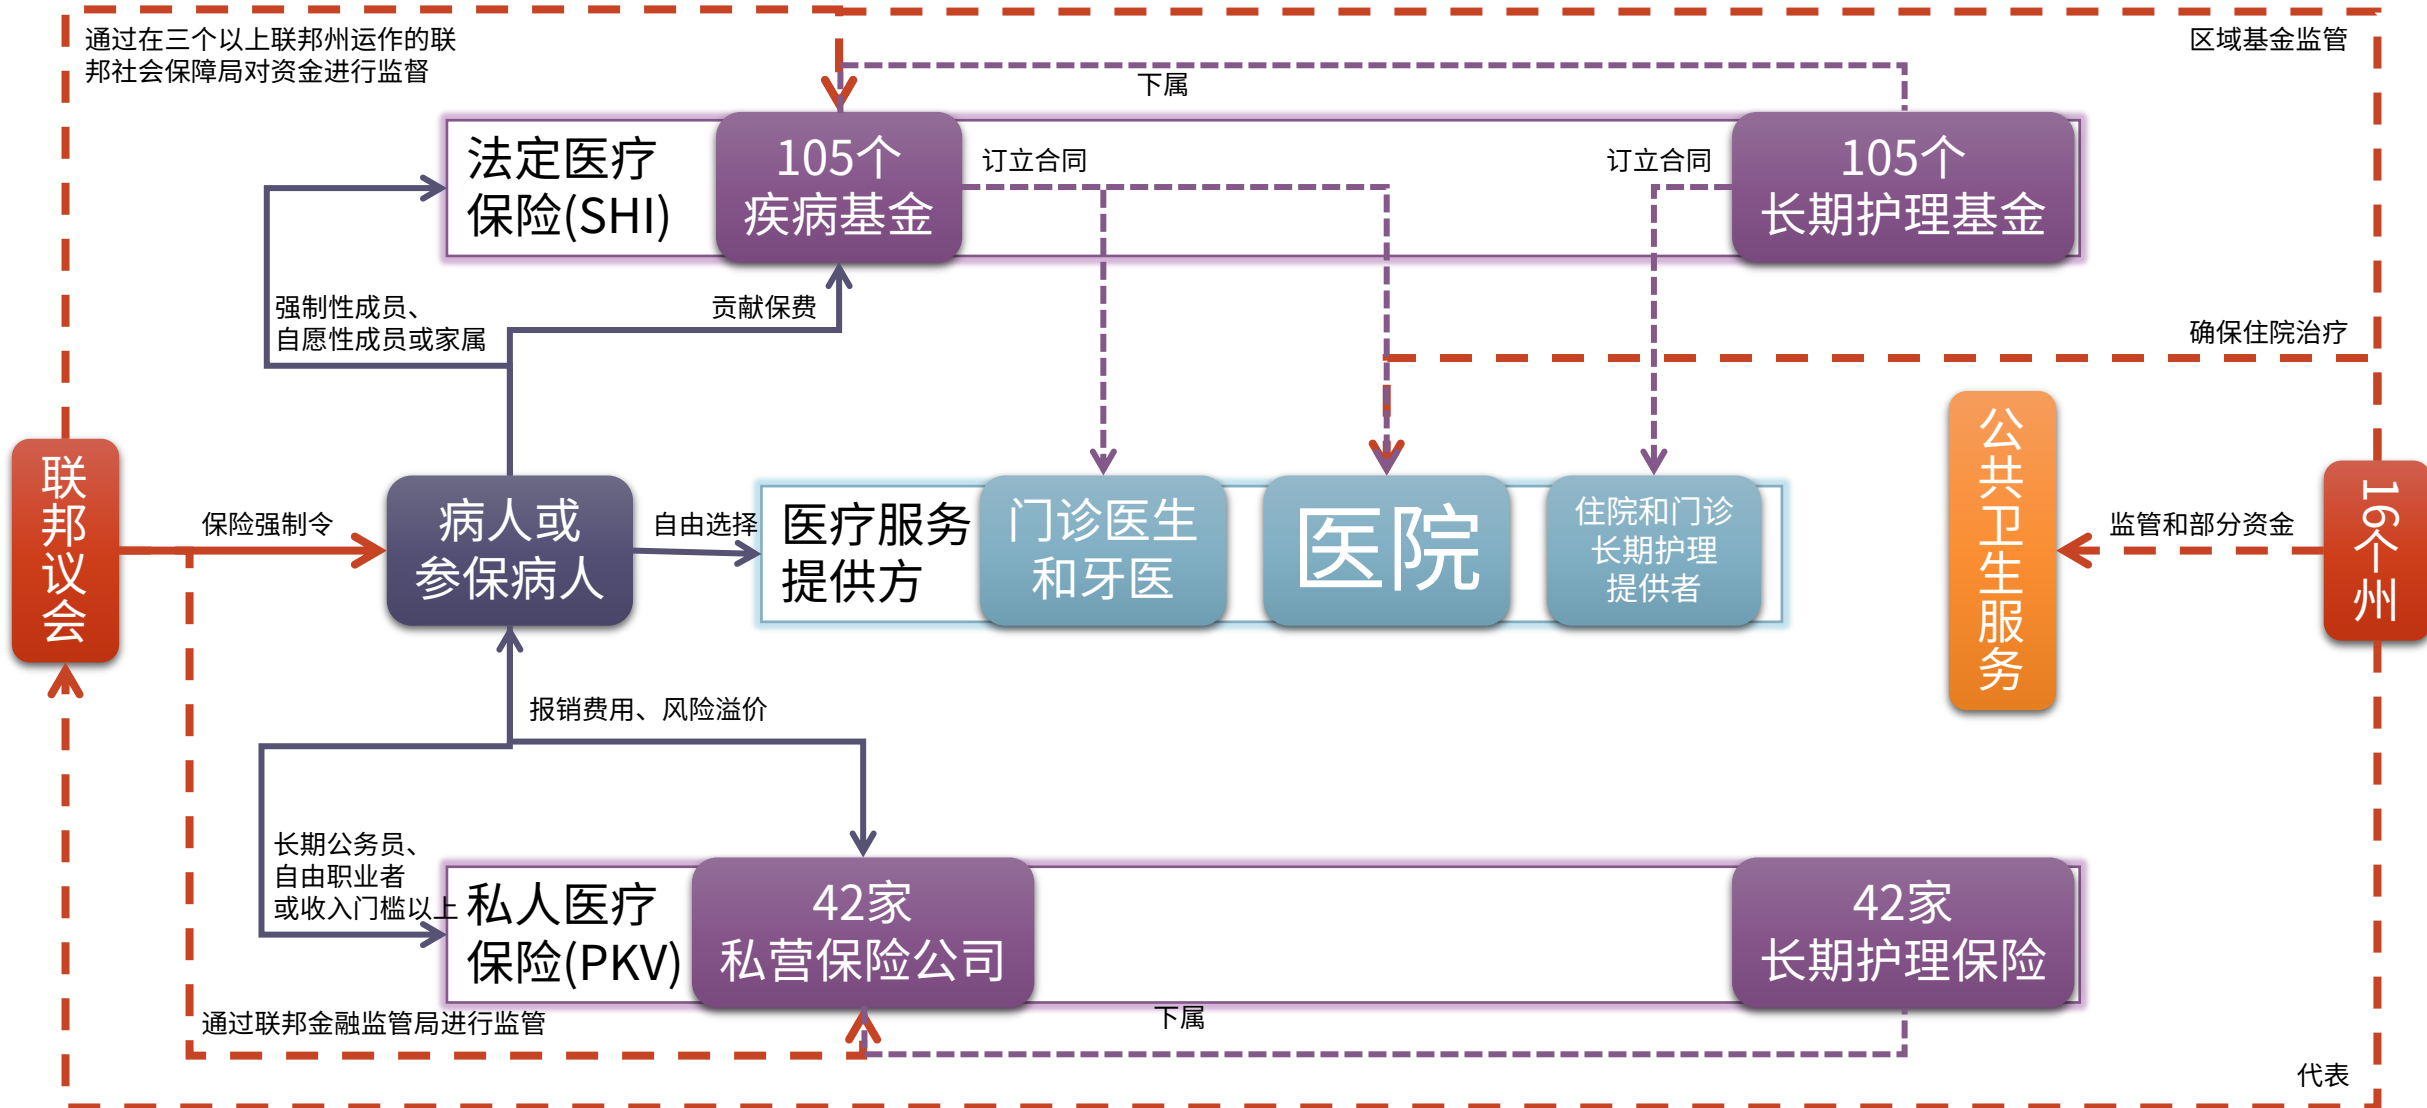 通过在三个以上联邦州运作的联
邦社会保障局对资金进行监督
区域基金监管
下属
法定医疗
保险(SHI)
105个
疾病基金
订立合同
订立合同
105个
长期护理基金
强制性成员、
自愿性成员或家属
贡献保费
确保住院治疗
联邦议会
保险强制令
病人或
参保病人
自由选择
医疗服务
提供方
门诊医生
和牙医
医院
住院和门诊
长期护理
提供者
公共卫生服务
监管和部分资金
16个州
报销费用、风险溢价
长期公务员、
自由职业者
或收入门槛以上
私人医疗
保险(PKV)
42家
私营保险公司
42家
长期护理保险
通过联邦金融监管局进行监管
下属
代表